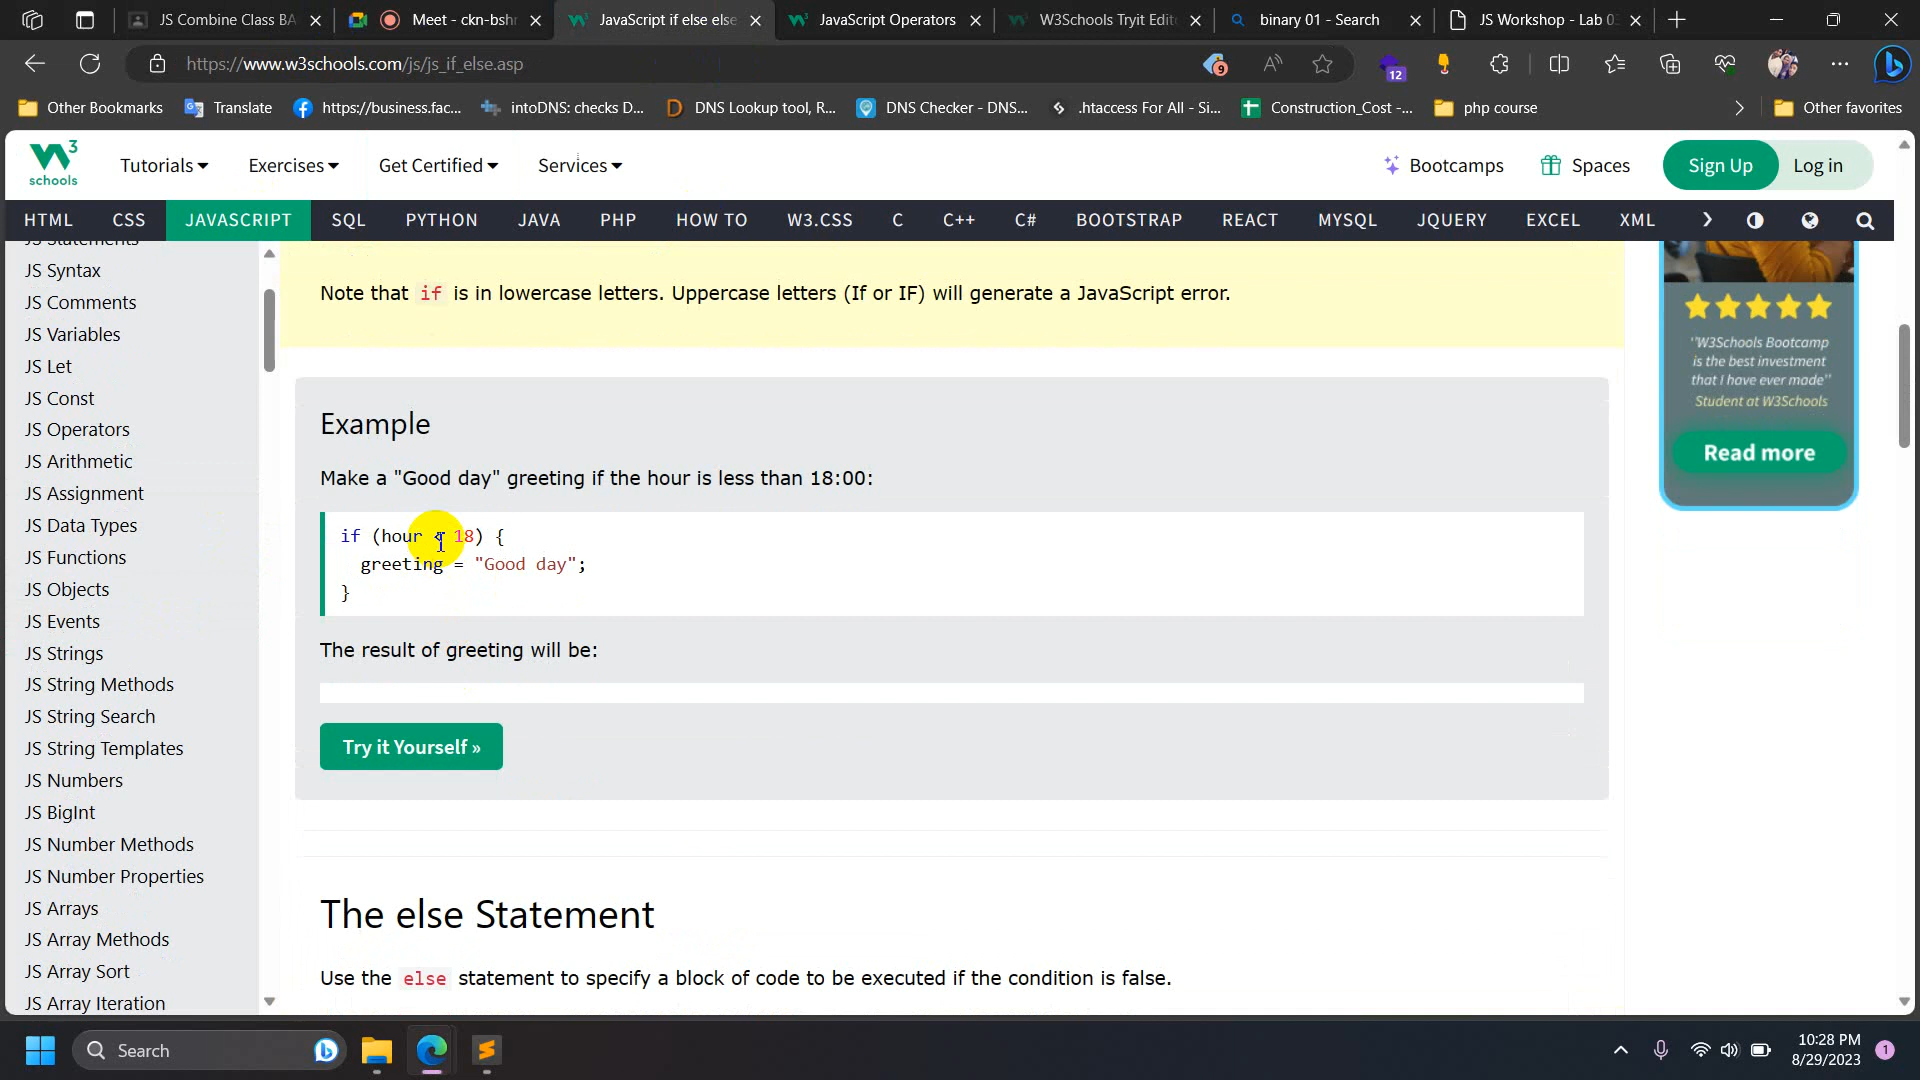 JS Combine Class BA
Meet - ckn-bshr
JavaScript if else else
JavaScript Operators
W3Schools Tryit Edit
binary 01 - Search
JS Workshop - Lab 03
https://www.w3schools.com/js/js_if_else.asp
9
12
Other Bookmarks
Translate
https://business.fac...
intoDNS: checks D...
DNS Lookup tool, R...
DNS Checker - DNS...
.htaccess For All - Si...
Construction_Cost -...
php course
Other favorites
W3
schools
Tutorials
Exercises
Get Certified
Services
Bootcamps
Spaces
Sign Up
Log in
HTML CSS JAVASCRIPT SQL PYTHON JAVA PHP HOW TO W3.CSS C C++ C# BOOTSTRAP REACT MYSQL JQUERY EXCEL XML
JS Statements
JS Syntax
JS Comments
JS Variables
JS Let
JS Const
JS Operators
JS Arithmetic
JS Assignment
JS Data Types
JS Functions
JS Objects
JS Events
JS Strings
JS String Methods
JS String Search
JS String Templates
JS Numbers
JS BigInt
JS Number Methods
JS Number Properties
JS Arrays
JS Array Methods
JS Array Sort
JS Array Iteration
Note that if is in lowercase letters. Uppercase letters (If or IF) will generate a JavaScript error.
Example
Make a "Good day" greeting if the hour is less than 18:00:
if (hour < 18) {
greeting = "Good day";
}
The result of greeting will be:
Try it Yourself »
The else Statement
Use the else statement to specify a block of code to be executed if the condition is false.
"W3Schools Bootcamp
is the best investment
that I have ever made"
Student at W3Schools
Read more
Search
10:28 PM
8/29/2023
1